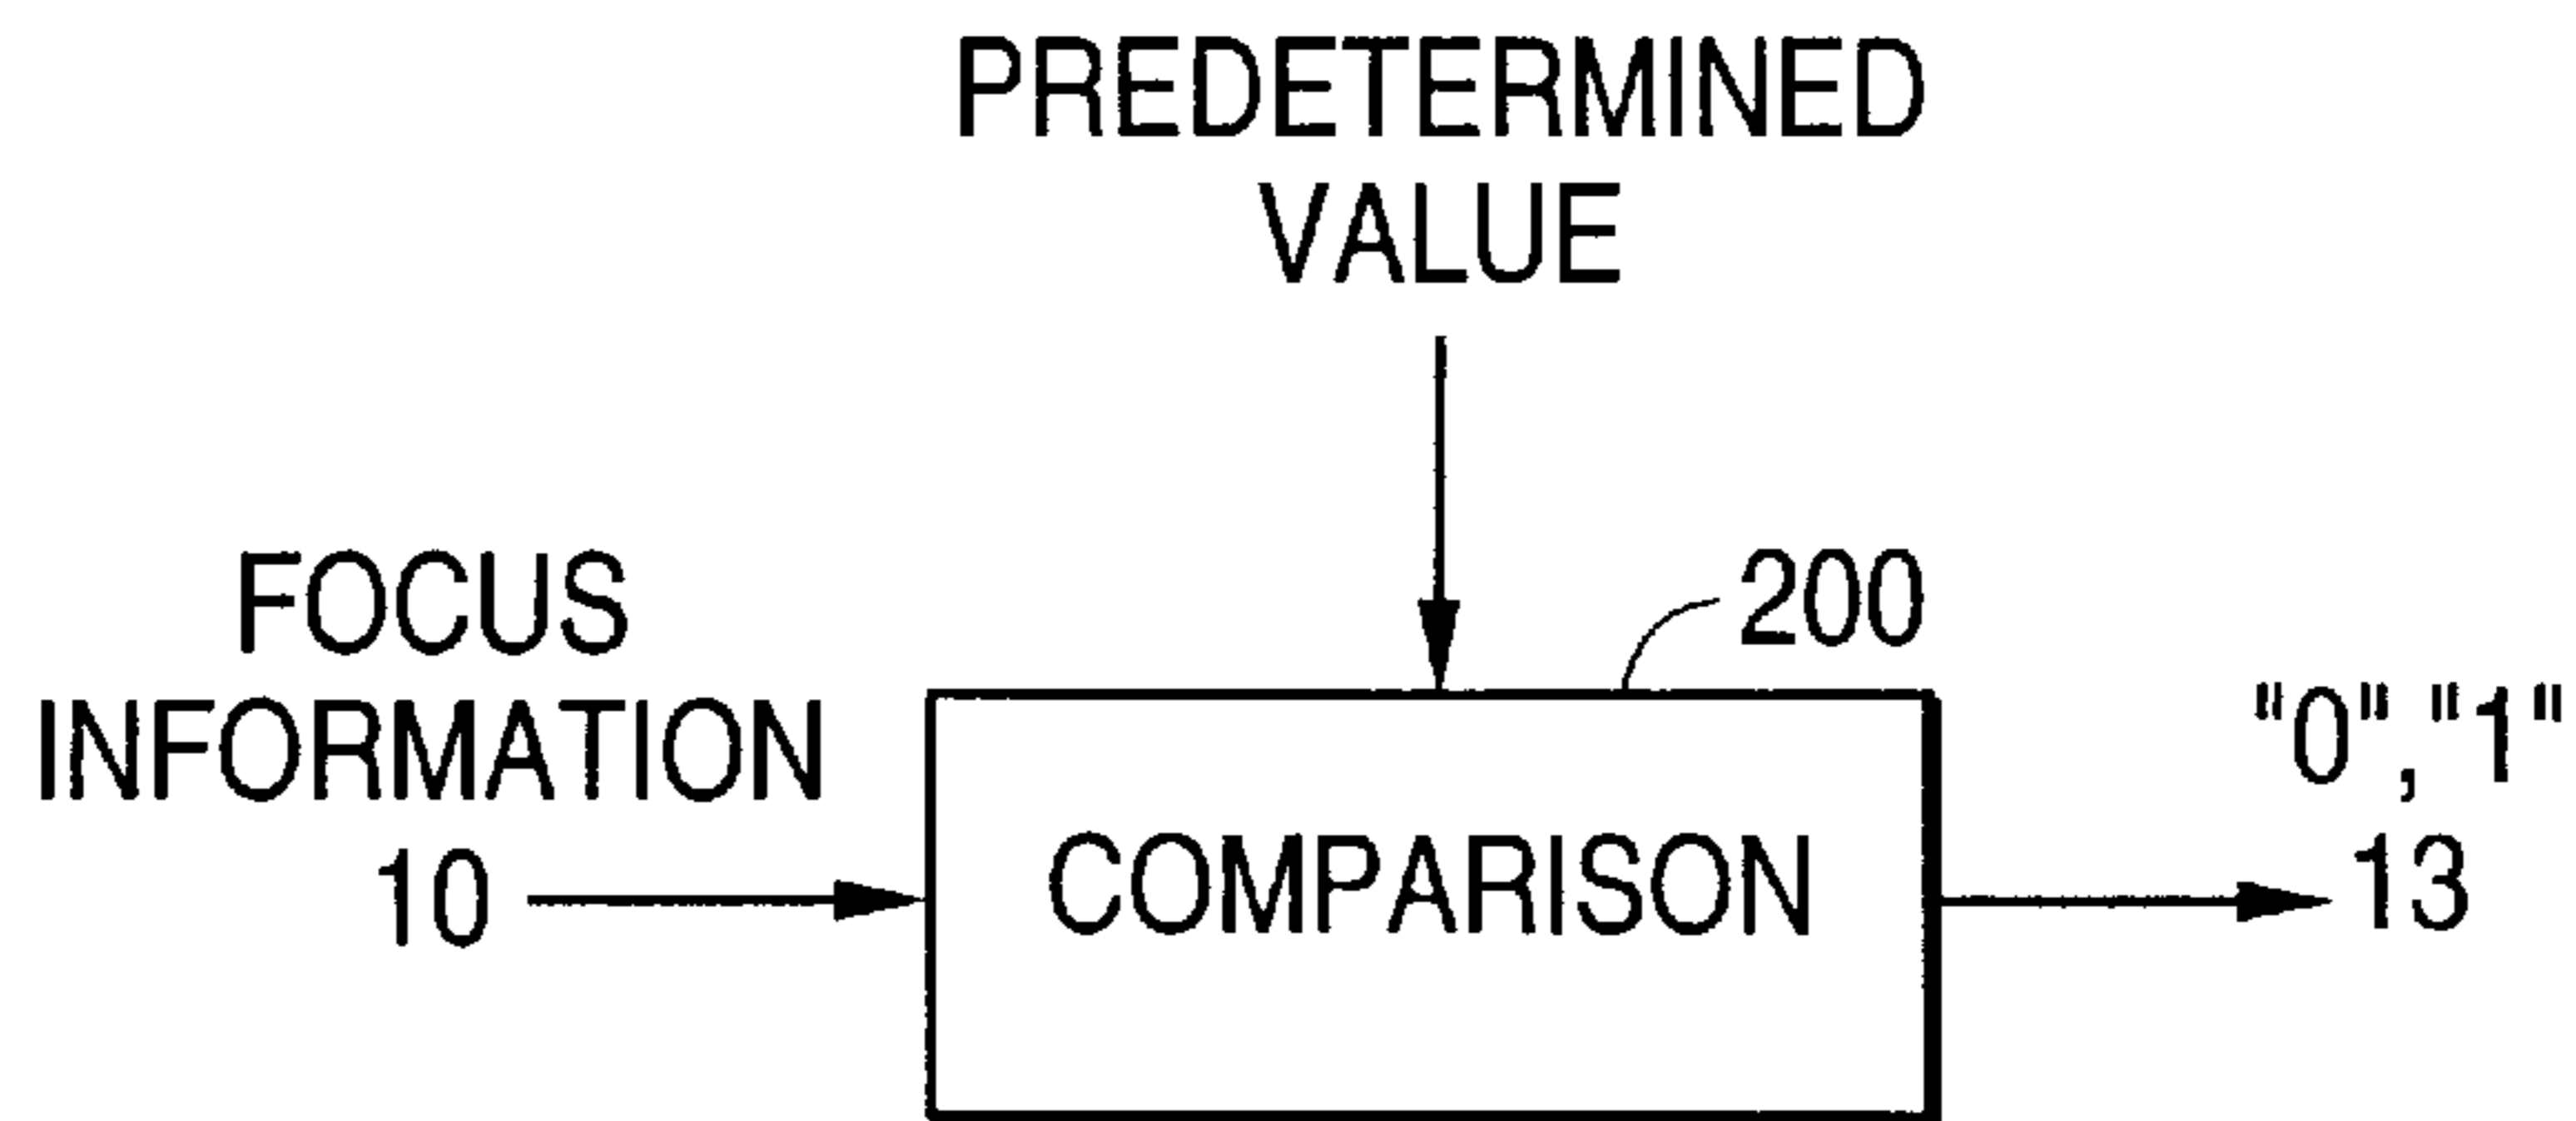 PREDETERMINED
VALUE
FOCUS
INFORMATION
10
200
COMPARISON
"0","1"
13